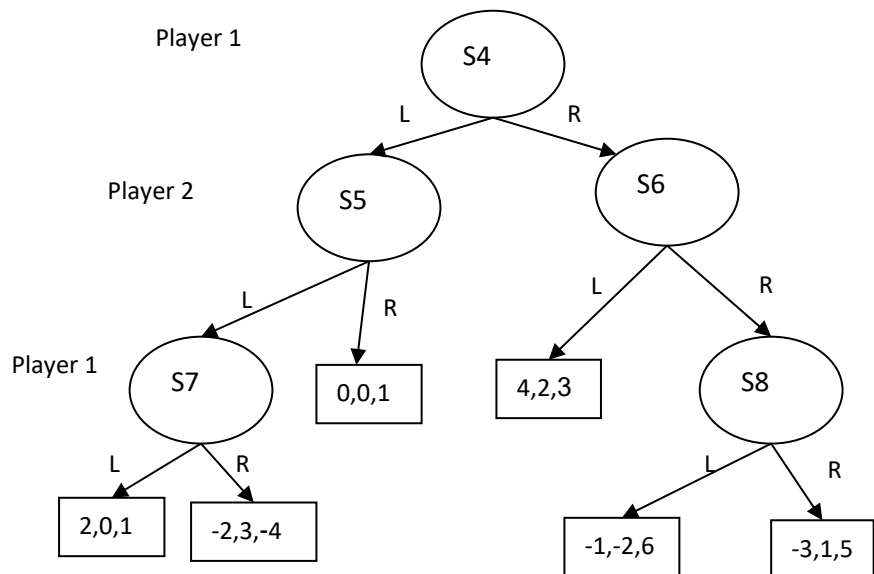 Player 1
S4
L
R
Player 2
S5
S6
L
R
L
R
Player 1
S7
0,0,1
4,2,3
S8
L
R
L
R
2,0,1
-2,3,-4
-1,-2,6
-3,1,5